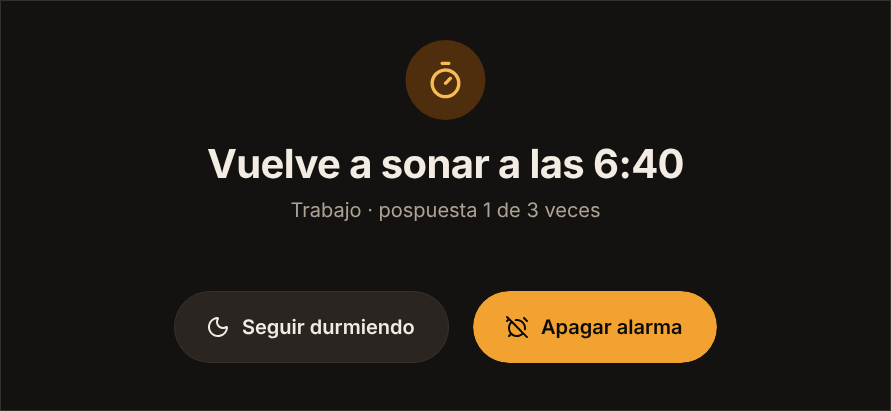 Vuelve a sonar a las 6:40
Trabajo · pospuesta 1 de 3 veces
Seguir durmiendo
Apagar alarma